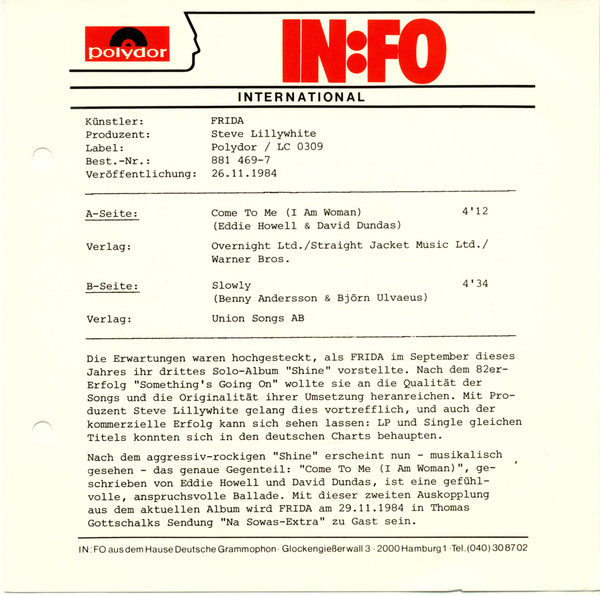 polydor
IN:FO
INTERNATIONAL
Künstler: FRIDA
Produzent: Steve Lillywhite
Label: Polydor / LC 0309
Best.-Nr.: 881 469-7
Veröffentlichung: 26.11.1984
A-Seite: Come To Me (I Am Woman) 4'12
(Eddie Howell & David Dundas)
Verlag: Overnight Ltd./Straight Jacket Music Ltd./
Warner Bros.
B-Seite: Slowly 4'34
(Benny Andersson & Björn Ulvaeus)
Verlag: Union Songs AB
Die Erwartungen waren hochgesteckt, als FRIDA im September dieses
Jahres ihr drittes Solo-Album "Shine" vorstellte. Nach dem 82er-
Erfolg "Something's Going On" wollte sie an die Qualität der
Songs und die Originalität ihrer Umsetzung heranreichen. Mit Pro-
duzent Steve Lillywhite gelang dies vortrefflich, und auch der
kommerzielle Erfolg kann sich sehen lassen: LP und Single gleichen
Titels konnten sich in den deutschen Charts behaupten.
Nach dem aggressiv-rockigen "Shine" erscheint nun - musikalisch
gesehen - das genaue Gegenteil: "Come To Me (I Am Woman)", ge-
schrieben von Eddie Howell und David Dundas, ist eine gefühl-
volle, anspruchsvolle Ballade. Mit dieser zweiten Auskopplung
aus dem aktuellen Album wird FRIDA am 29.11.1984 in Thomas
Gottschalks Sendung "Na Sowas-Extra" zu Gast sein.
IN:FO aus dem Hause Deutsche Grammophon · Glockengießerwall 3 · 2000 Hamburg 1 · Tel. (040) 30 87 02